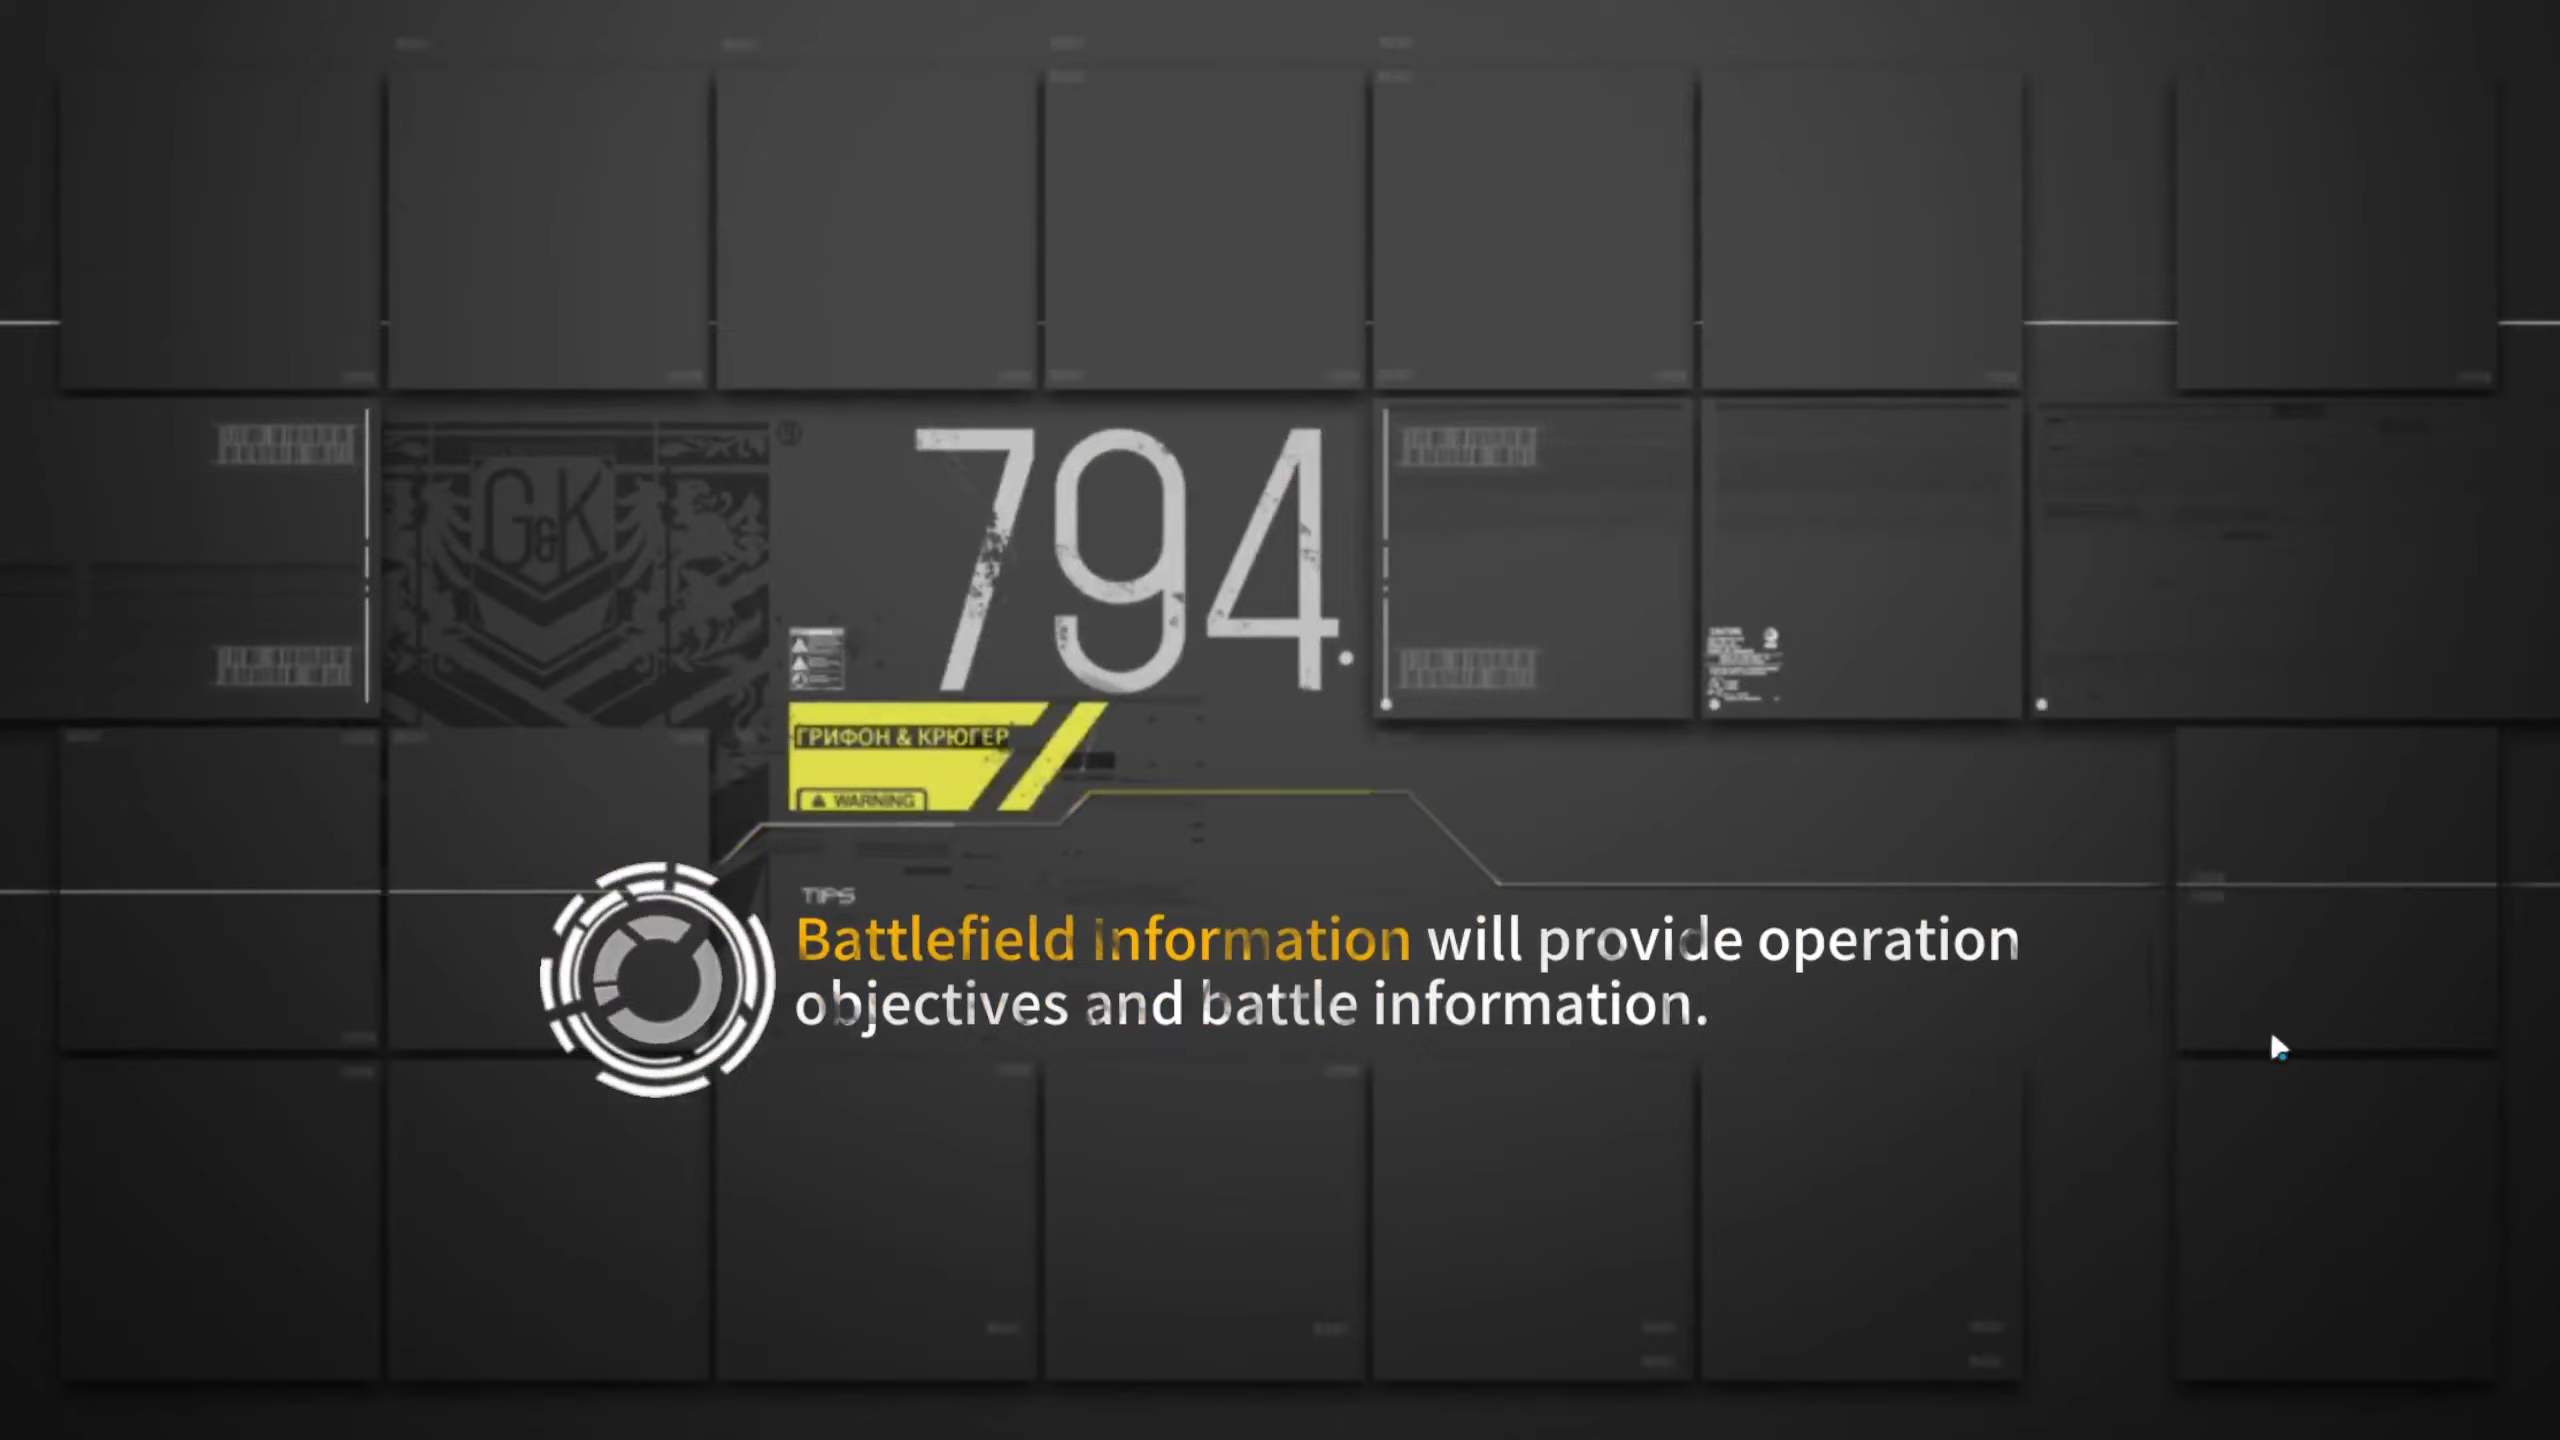 G&K
794.
ГРИФОН & КРЮГЕР
WARNING
TIPS
Battlefield Information will provide operation
objectives and battle information.